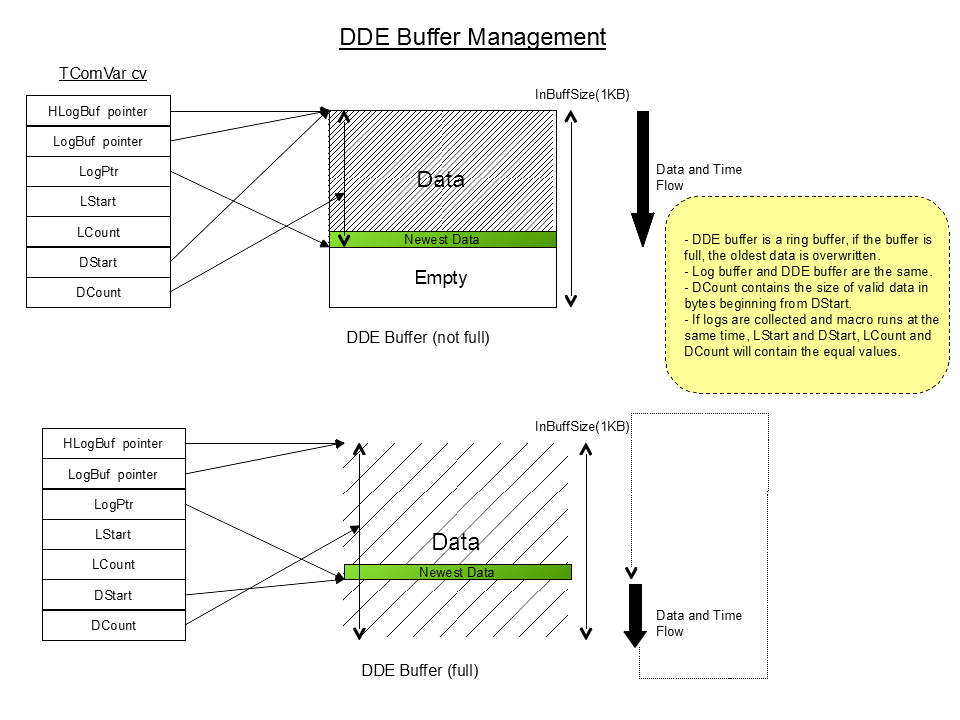 DDE Buffer Management
TComVar cv
InBuffSize(1KB)
HLogBuf pointer
LogBuf pointer
LogPtr
LStart
LCount
DStart
DCount
Data
Newest Data
Empty
DDE Buffer (not full)
Data and Time
Flow
- DDE buffer is a ring buffer, if the buffer is
full, the oldest data is overwritten.
- Log buffer and DDE buffer are the same.
- DCount contains the size of valid data in
bytes beginning from DStart.
- If logs are collected and macro runs at the
same time, LStart and DStart, LCount and
DCount will contain the equal values.
InBuffSize(1KB)
HLogBuf pointer
LogBuf pointer
LogPtr
LStart
LCount
DStart
DCount
Data
Newest Data
DDE Buffer (full)
Data and Time
Flow